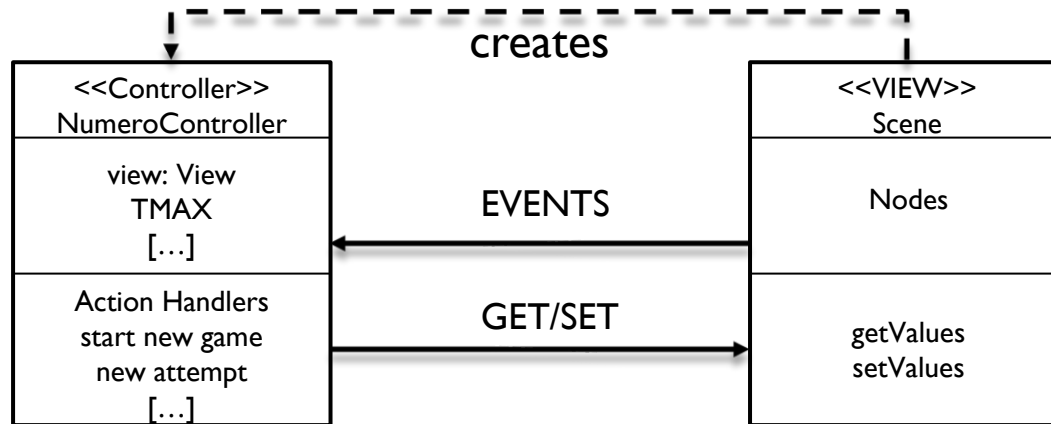 creates
<<Controller>>
NumeroController
view: View
TMAX
[...]
Action Handlers
start new game
new attempt
[...]
EVENTS
GET/SET
<<VIEW>>
Scene
Nodes
getValues
setValues